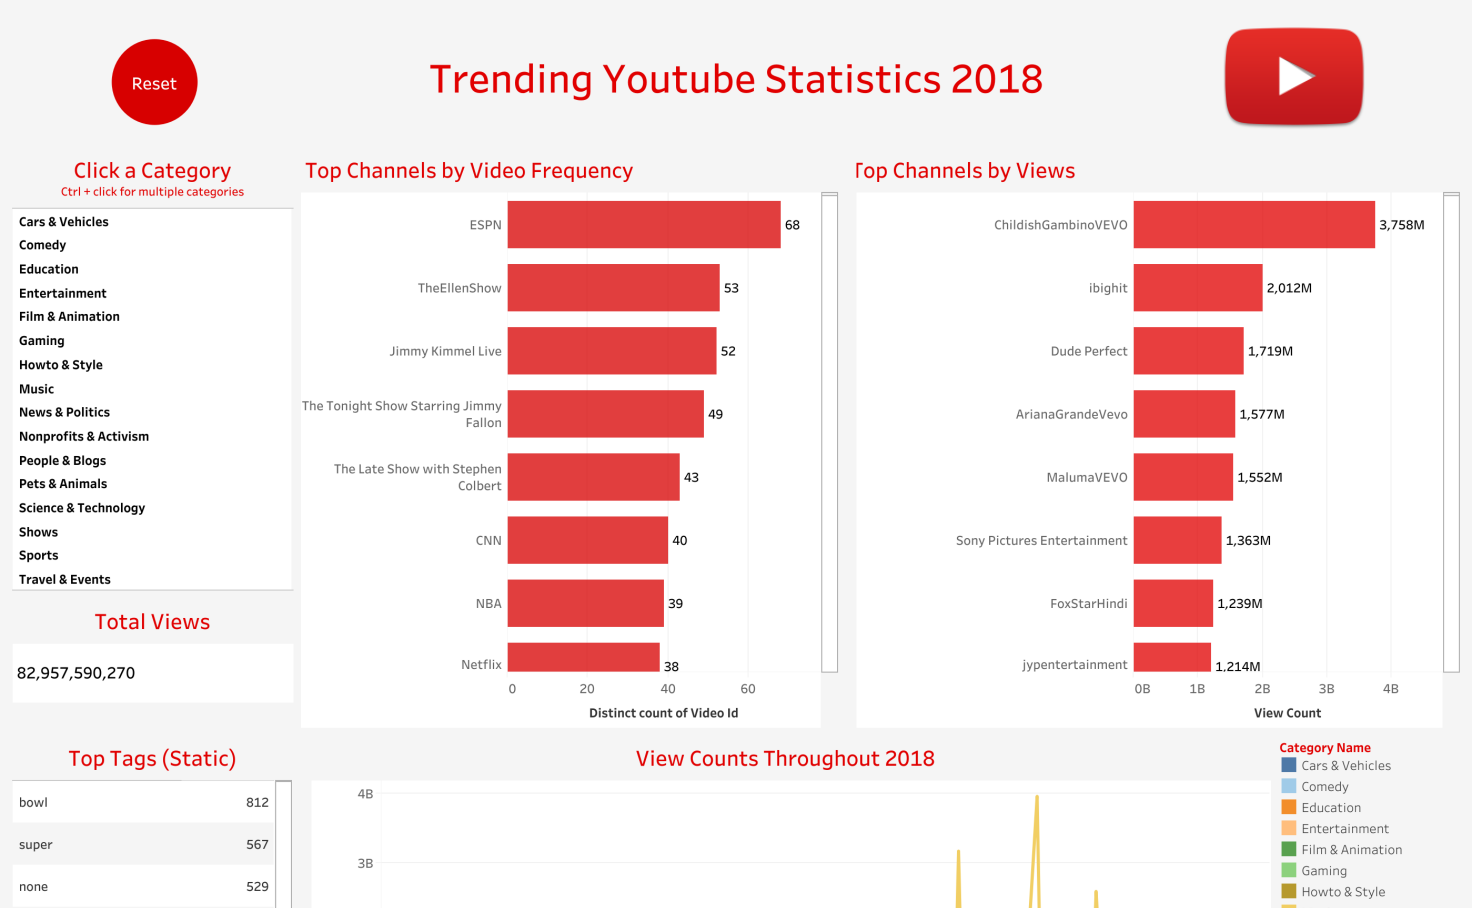 Reset
Trending Youtube Statistics 2018
Click a Category
Ctrl + click for multiple categories
Cars & Vehicles
Comedy
Education
Entertainment
Film & Animation
Gaming
Howto & Style
Music
News & Politics
Nonprofits & Activism
People & Blogs
Pets & Animals
Science & Technology
Shows
Sports
Travel & Events
Total Views
82,957,590,270
Top Channels by Video Frequency
ESPN 68
TheEllenShow 53
Jimmy Kimmel Live 52
The Tonight Show Starring Jimmy
Fallon 49
The Late Show with Stephen
Colbert 43
CNN 40
NBA 39
Netflix 38
0 20 40 60
Distinct count of Video Id
Top Channels by Views
ChildishGambinoVEVO 3,758M
ibighit 2,012M
Dude Perfect 1,719M
ArianaGrandeVevo 1,577M
MalumaVEVO 1,552M
Sony Pictures Entertainment 1,363M
FoxStarHindi 1,239M
jypentertainment 1,214M
0B 1B 2B 3B 4B
View Count
Top Tags (Static)
bowl 812
super 567
none 529
View Counts Throughout 2018
4B
3B
Category Name
Cars & Vehicles
Comedy
Education
Entertainment
Film & Animation
Gaming
Howto & Style